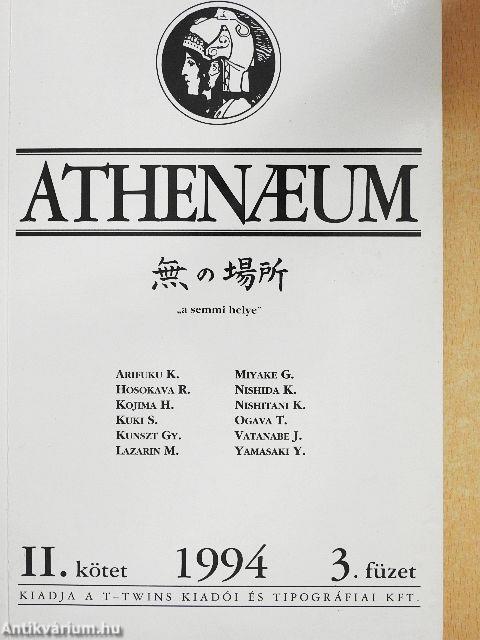 ATHENÆUM
無の場所
„a semmi helye”
ARIFUKU K.
HOSOKAVA R.
KOJIMA H.
KUKI S.
KUNSZT GY.
LAZARIN M.
MIYAKE G.
NISHIDA K.
NISHITANI K.
OGAVA T.
VATANABE J.
YAMASAKI Y.
II. kötet 1994 3. füzet
KIADJA A T-TWINS KIADÓI ÉS TIPOGRÁFIAI KFT.
Antikvárium.hu